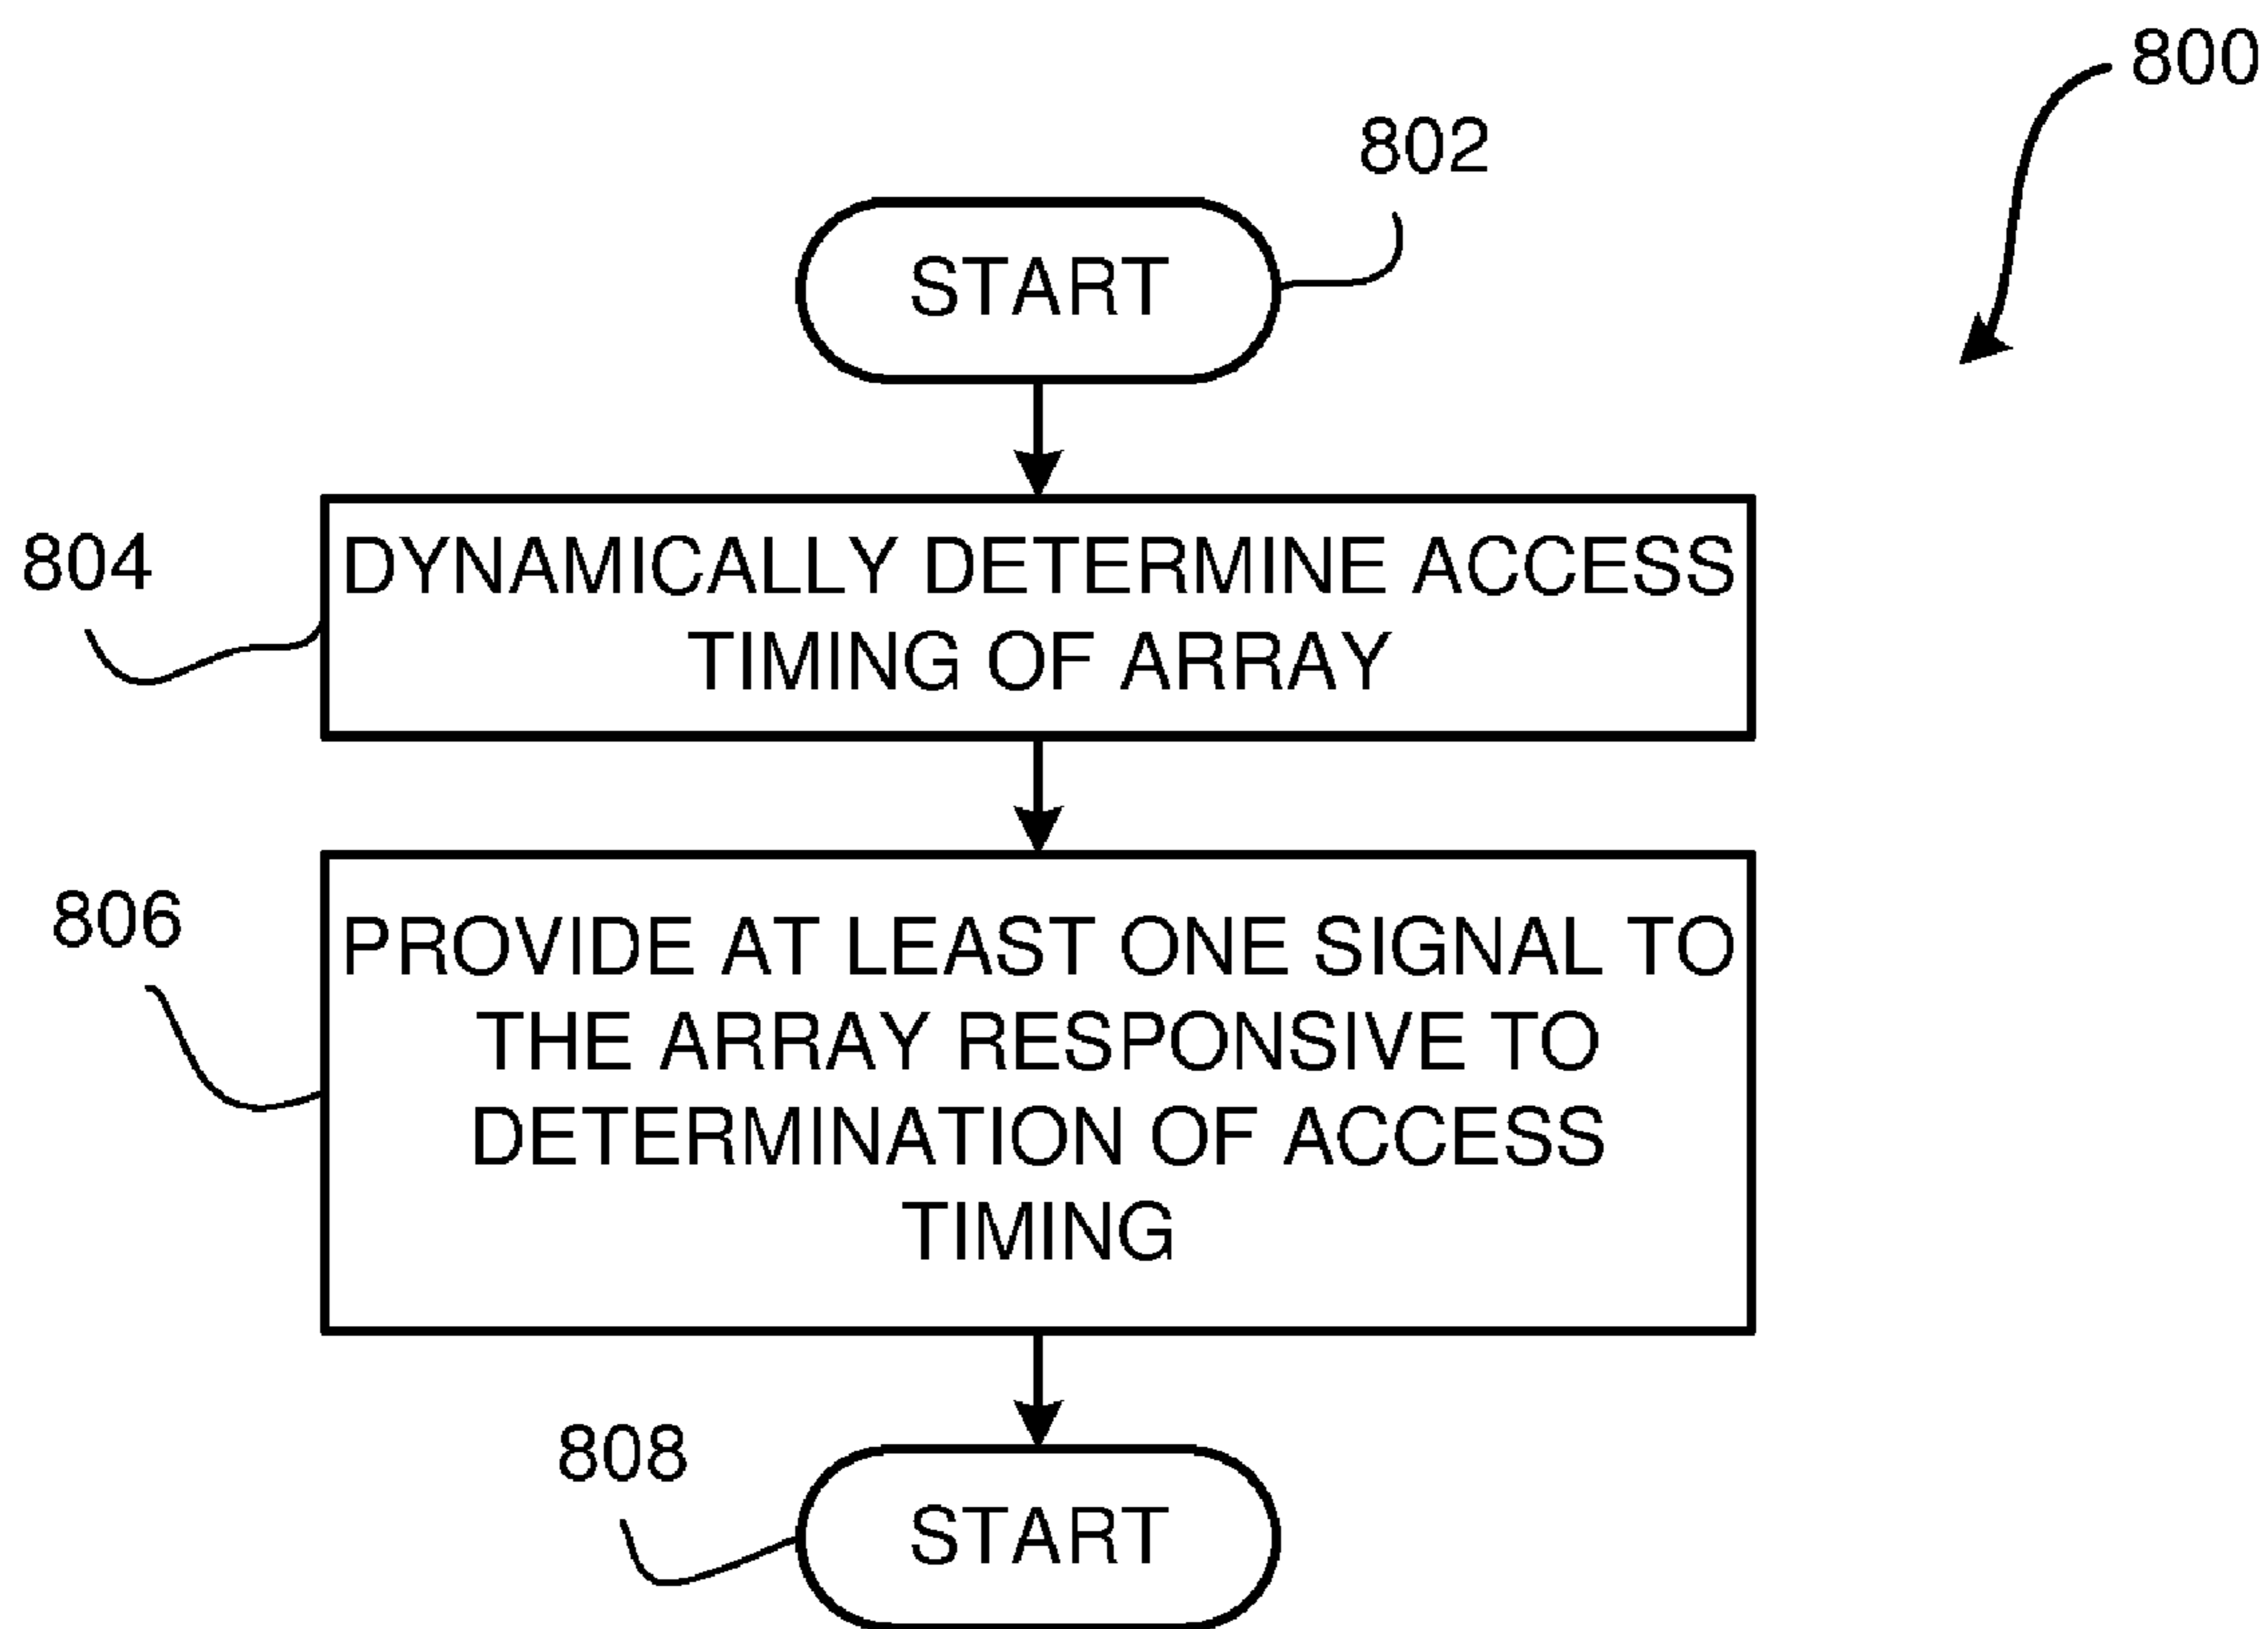 800
802
START
804
DYNAMICALLY DETERMINE ACCESS
TIMING OF ARRAY
806
PROVIDE AT LEAST ONE SIGNAL TO
THE ARRAY RESPONSIVE TO
DETERMINATION OF ACCESS
TIMING
808
START